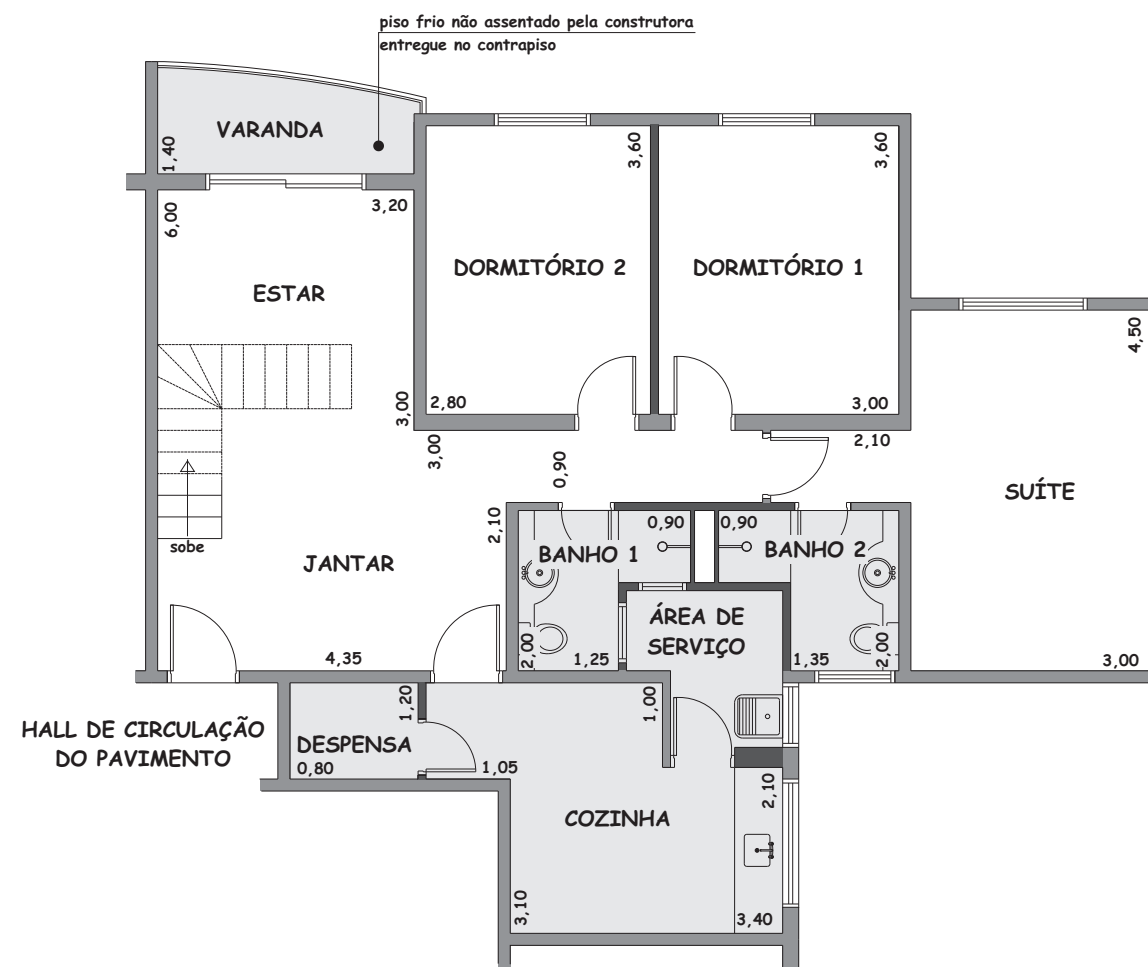 piso frio não assentado pela construtora
entregue no contrapiso
VARANDA
1,40
3,60
3,60
6,00
3,20
ESTAR
DORMITÓRIO 2
DORMITÓRIO 1
4,50
3,00
2,80
3,00
3,00
0,90
2,10
SUÍTE
sobe
JANTAR
2,10
0,90
0,90
BANHO 1
BANHO 2
ÁREA DE
SERVIÇO
4,35
2,00
1,25
1,35
2,00
3,00
HALL DE CIRCULAÇÃO
DO PAVIMENTO
DESPENSA
1,20
0,80
1,05
1,00
COZINHA
2,10
3,10
3,40